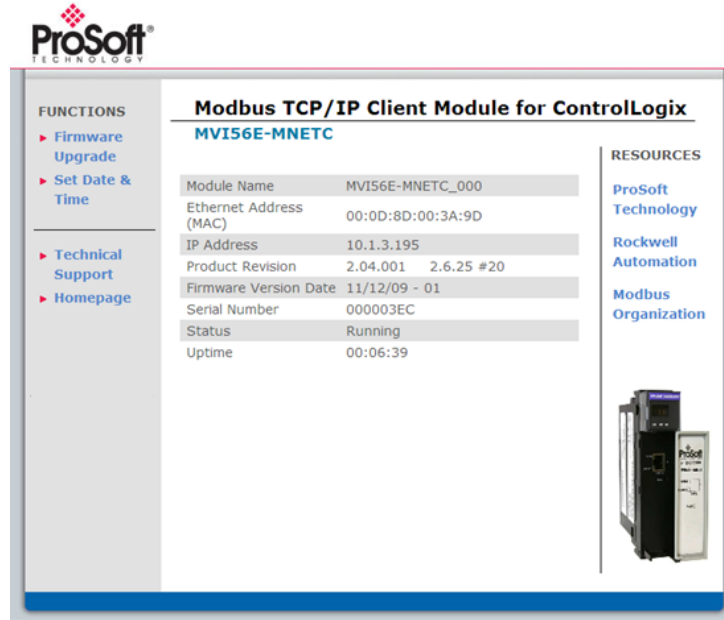 ProSoft®
TECHNOLOGY
FUNCTIONS
Firmware
Upgrade
Set Date &
Time
Technical
Support
Homepage
Modbus TCP/IP Client Module for ControlLogix
MVI56E-MNETC
Module Name MVI56E-MNETC_000
Ethernet Address
(MAC) 00:0D:8D:00:3A:9D
IP Address 10.1.3.195
Product Revision 2.04.001 2.6.25 #20
Firmware Version Date 11/12/09 - 01
Serial Number 000003EC
Status Running
Uptime 00:06:39
RESOURCES
ProSoft
Technology
Rockwell
Automation
Modbus
Organization
ProSoft